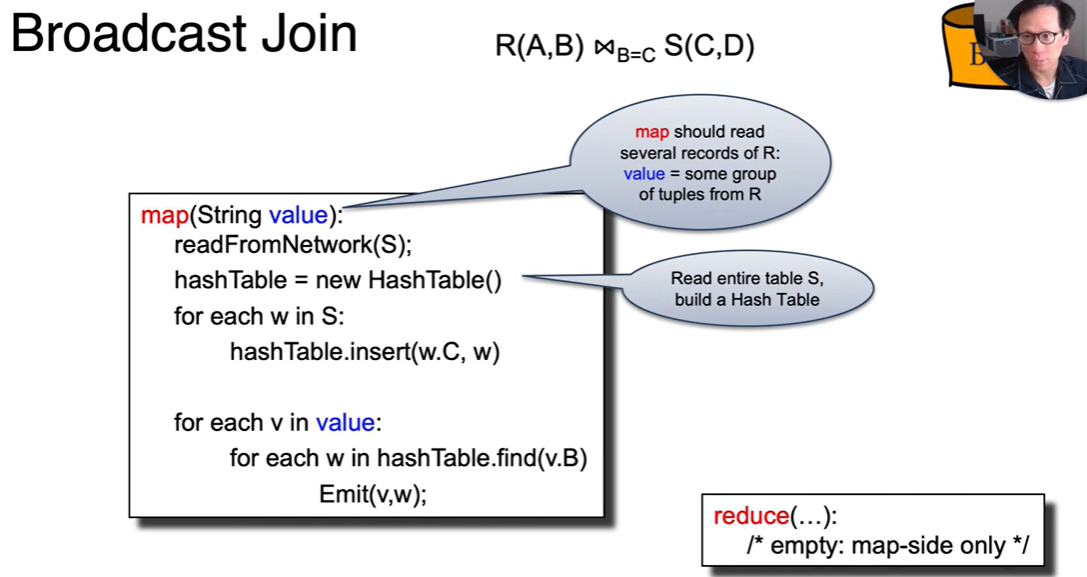 Broadcast Join
R(A,B) ⋈B=C S(C,D)
B
map should read
several records of R:
value = some group
of tuples from R
map(String value):
readFromNetwork(S);
hashTable = new HashTable()
for each w in S:
hashTable.insert(w.C, w)
Read entire table S,
build a Hash Table
for each v in value:
for each w in hashTable.find(v.B)
Emit(v,w);
reduce(...):
/* empty: map-side only */